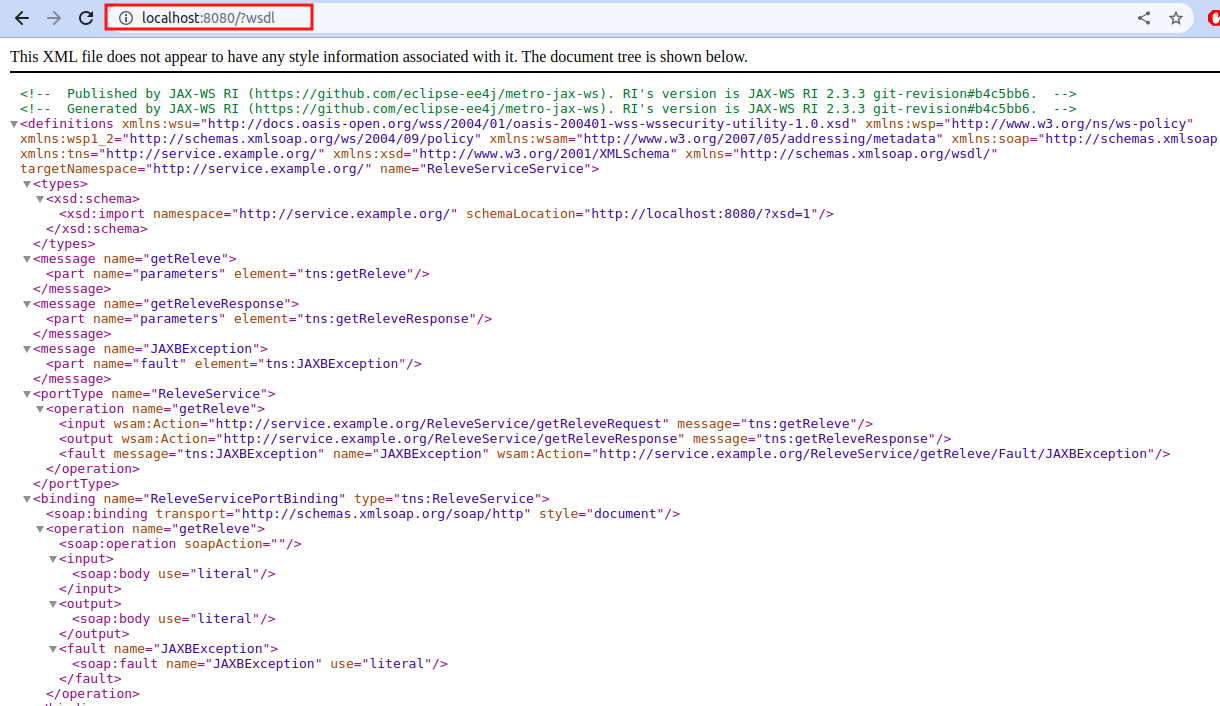 localhost:8080/?wsdl
This XML file does not appear to have any style information associated with it. The document tree is shown below.
<!--  Published by JAX-WS RI (https://github.com/eclipse-ee4j/metro-jax-ws). RI's version is JAX-WS RI 2.3.3 git-revision#b4c5bb6.  -->
<!--  Generated by JAX-WS RI (https://github.com/eclipse-ee4j/metro-jax-ws). RI's version is JAX-WS RI 2.3.3 git-revision#b4c5bb6.  -->
<definitions xmlns:wsu="http://docs.oasis-open.org/wss/2004/01/oasis-200401-wss-wssecurity-utility-1.0.xsd" xmlns:wsp="http://www.w3.org/ns/ws-policy"
xmlns:wsp1_2="http://schemas.xmlsoap.org/ws/2004/09/policy" xmlns:wsam="http://www.w3.org/2007/05/addressing/metadata" xmlns:soap="http://schemas.xmlsoap
xmlns:tns="http://service.example.org/" xmlns:xsd="http://www.w3.org/2001/XMLSchema" xmlns="http://schemas.xmlsoap.org/wsdl/"
targetNamespace="http://service.example.org/" name="ReleveServiceService">
<types>
<xsd:schema>
<xsd:import namespace="http://service.example.org/" schemaLocation="http://localhost:8080/?xsd=1"/>
</xsd:schema>
</types>
<message name="getReleve">
<part name="parameters" element="tns:getReleve"/>
</message>
<message name="getReleveResponse">
<part name="parameters" element="tns:getReleveResponse"/>
</message>
<message name="JAXBException">
<part name="fault" element="tns:JAXBException"/>
</message>
<portType name="ReleveService">
<operation name="getReleve">
<input wsam:Action="http://service.example.org/ReleveService/getReleveRequest" message="tns:getReleve"/>
<output wsam:Action="http://service.example.org/ReleveService/getReleveResponse" message="tns:getReleveResponse"/>
<fault message="tns:JAXBException" name="JAXBException" wsam:Action="http://service.example.org/ReleveService/getReleve/Fault/JAXBException"/>
</operation>
</portType>
<binding name="ReleveServicePortBinding" type="tns:ReleveService">
<soap:binding transport="http://schemas.xmlsoap.org/soap/http" style="document"/>
<operation name="getReleve">
<soap:operation soapAction=""/>
<input>
<soap:body use="literal"/>
</input>
<output>
<soap:body use="literal"/>
</output>
<fault name="JAXBException">
<soap:fault name="JAXBException" use="literal"/>
</fault>
</operation>